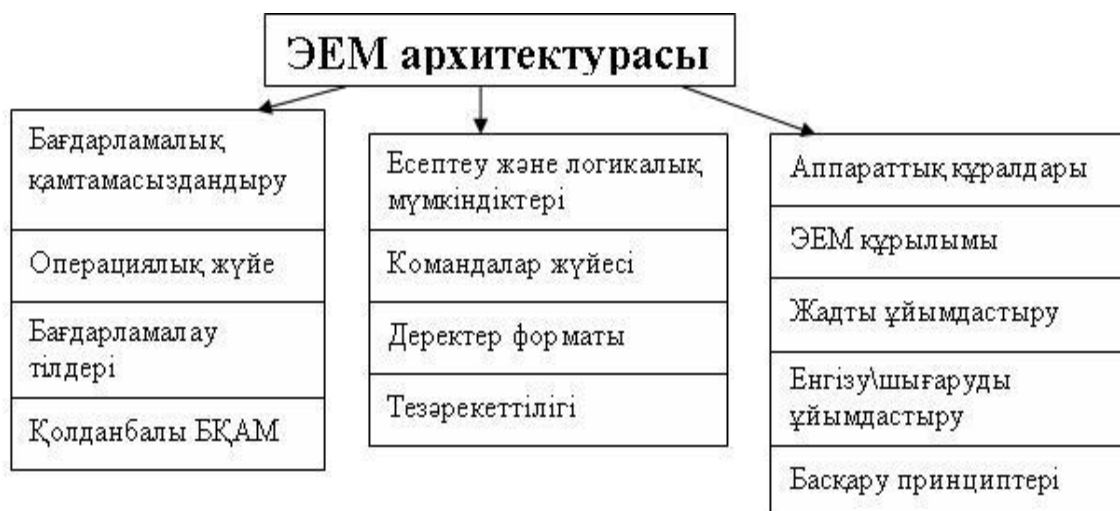 ЭЕМ архитектурасы
Бағдарламалық
қамтамасыздандыру
Операциялық жүйе
Бағдарламалау
тілдері
Қолданбалы БҚАМ
Есептеу және логикалық
мүмкіндіктері
Командалар жүйесі
Деректер форматы
Тезәрекеттілігі
Аппараттық құралдары
ЭЕМ құрылымы
Жадты ұйымдастыру
Енгізу\шығаруды
ұйымдастыру
Басқару принциптері